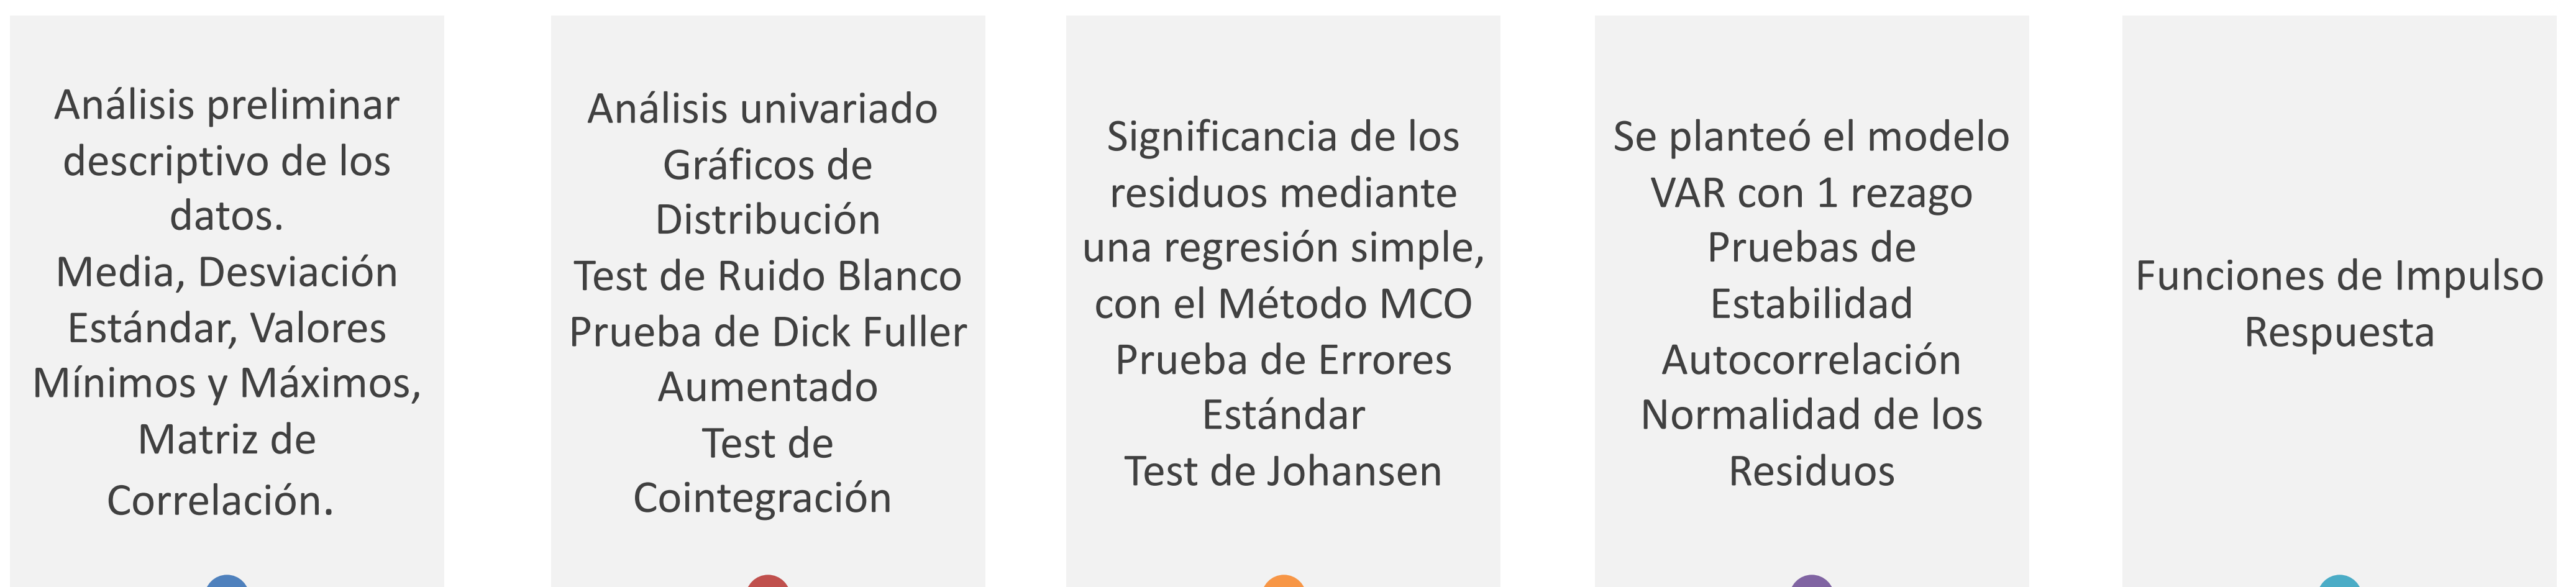 Análisis preliminar
descriptivo de los
datos.
Media, Desviación
Estándar, Valores
Mínimos y Máximos,
Matriz de
Correlación.
Análisis univariado
Gráficos de
Distribución
Test de Ruido Blanco
Prueba de Dick Fuller
Aumentado
Test de
Cointegración
Significancia de los
residuos mediante
una regresión simple,
con el Método MCO
Prueba de Errores
Estándar
Test de Johansen
Se planteó el modelo
VAR con 1 rezago
Pruebas de
Estabilidad
Autocorrelación
Normalidad de los
Residuos
Funciones de Impulso
Respuesta